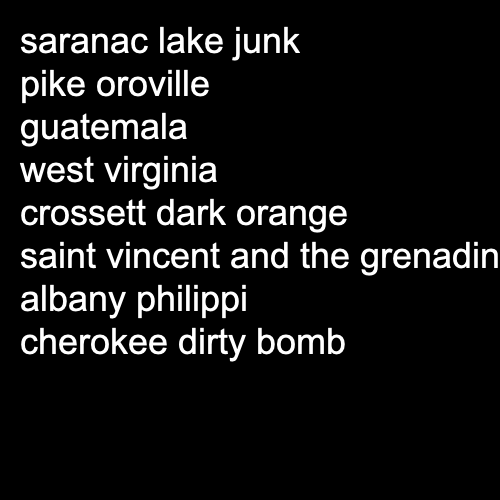 saranac lake junk
pike oroville
guatemala
west virginia
crossett dark orange
saint vincent and the grenadin
albany philippi
cherokee dirty bomb